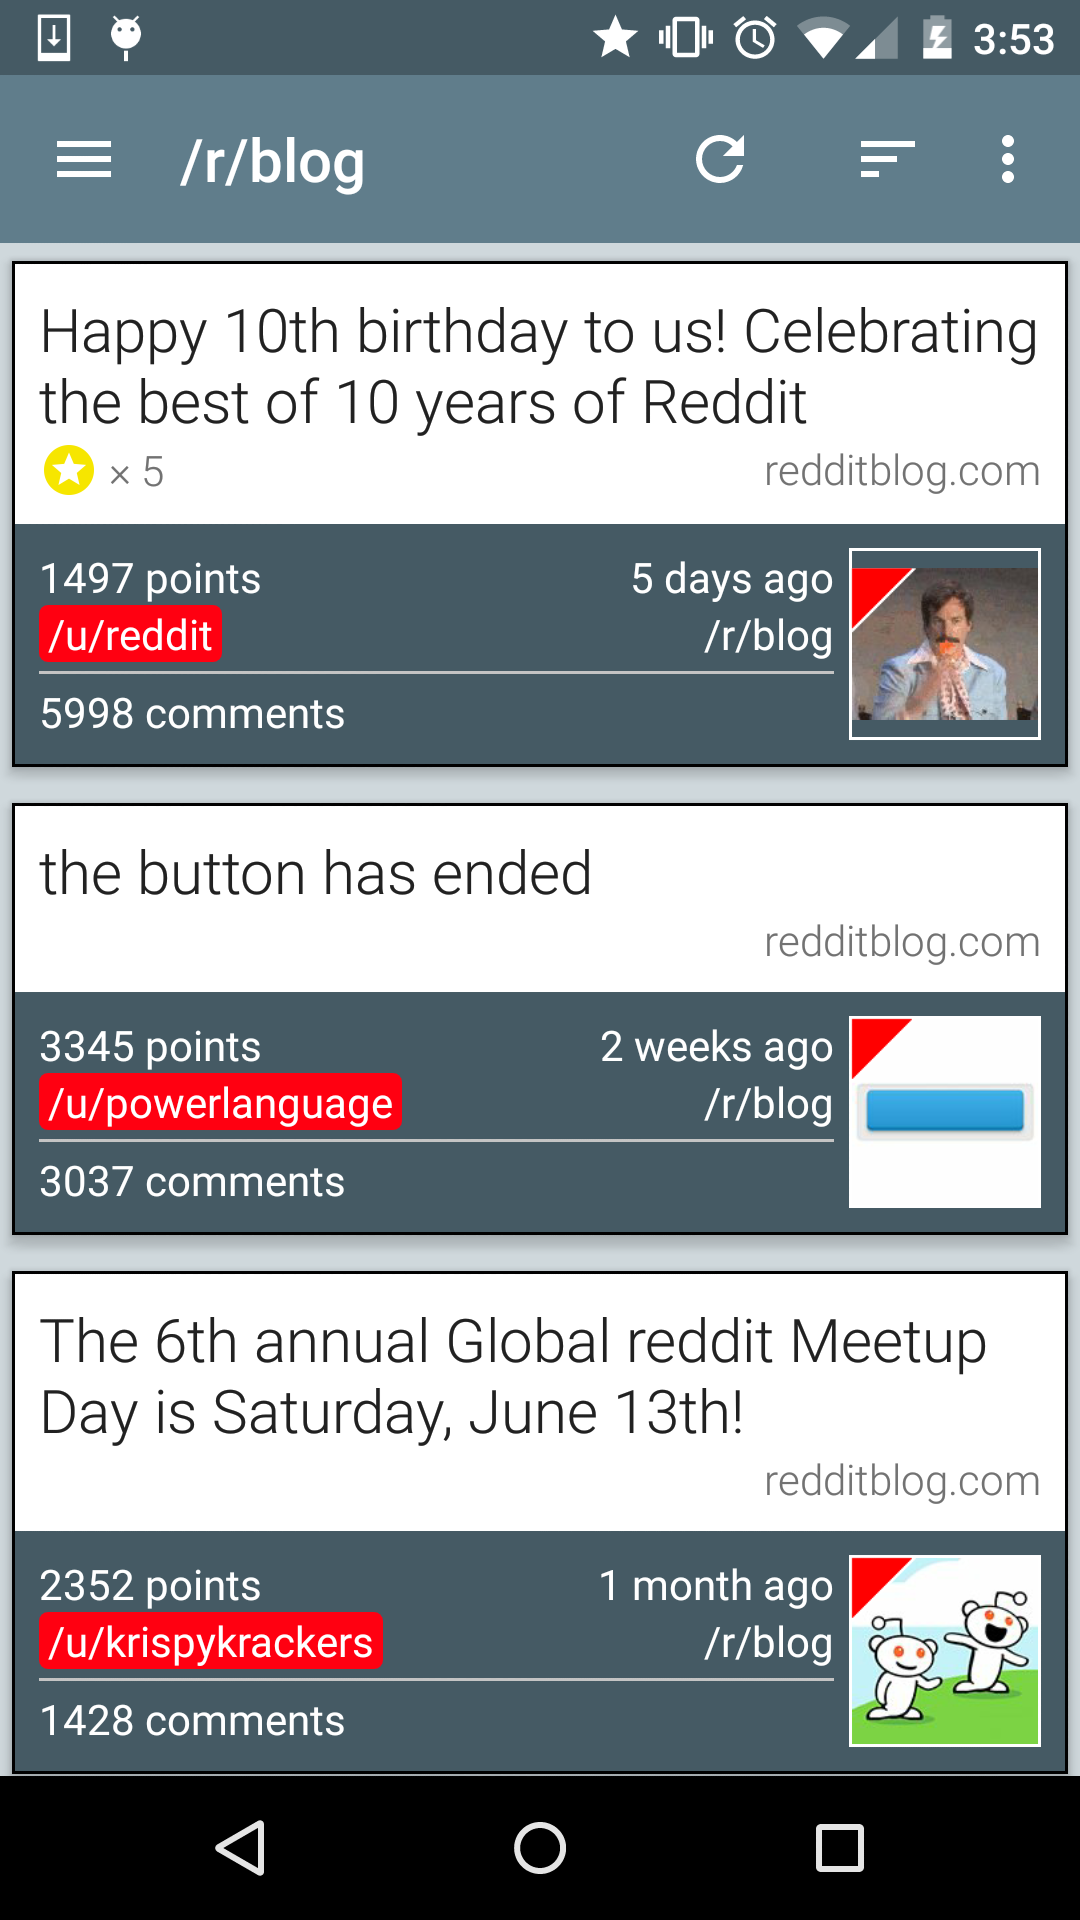 3:53
/r/blog
Happy 10th birthday to us! Celebrating
the best of 10 years of Reddit
× 5 redditblog.com
1497 points 5 days ago
/u/reddit /r/blog
5998 comments
the button has ended
redditblog.com
3345 points 2 weeks ago
/u/powerlanguage /r/blog
3037 comments
The 6th annual Global reddit Meetup
Day is Saturday, June 13th!
redditblog.com
2352 points 1 month ago
/u/krispykrackers /r/blog
1428 comments